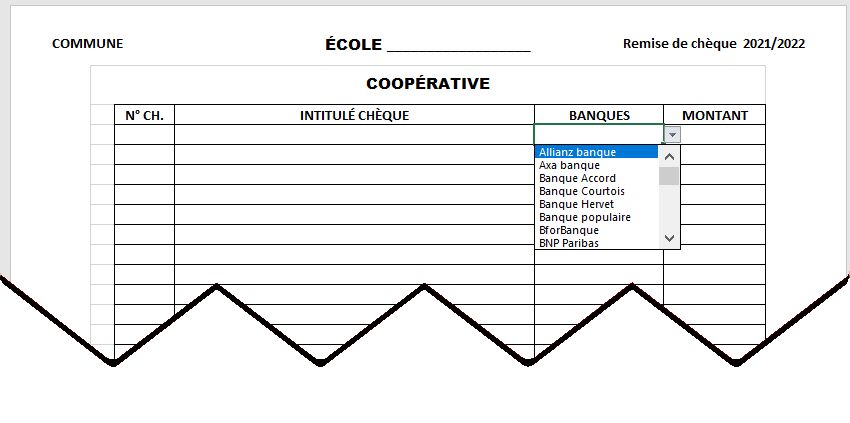 COMMUNE ÉCOLE __________________ Remise de chèque 2021/2022
COOPÉRATIVE
N° CH. INTITULÉ CHÈQUE BANQUES MONTANT
Allianz banque
Axa banque
Banque Accord
Banque Courtois
Banque Hervet
Banque populaire
BforBanque
BNP Paribas